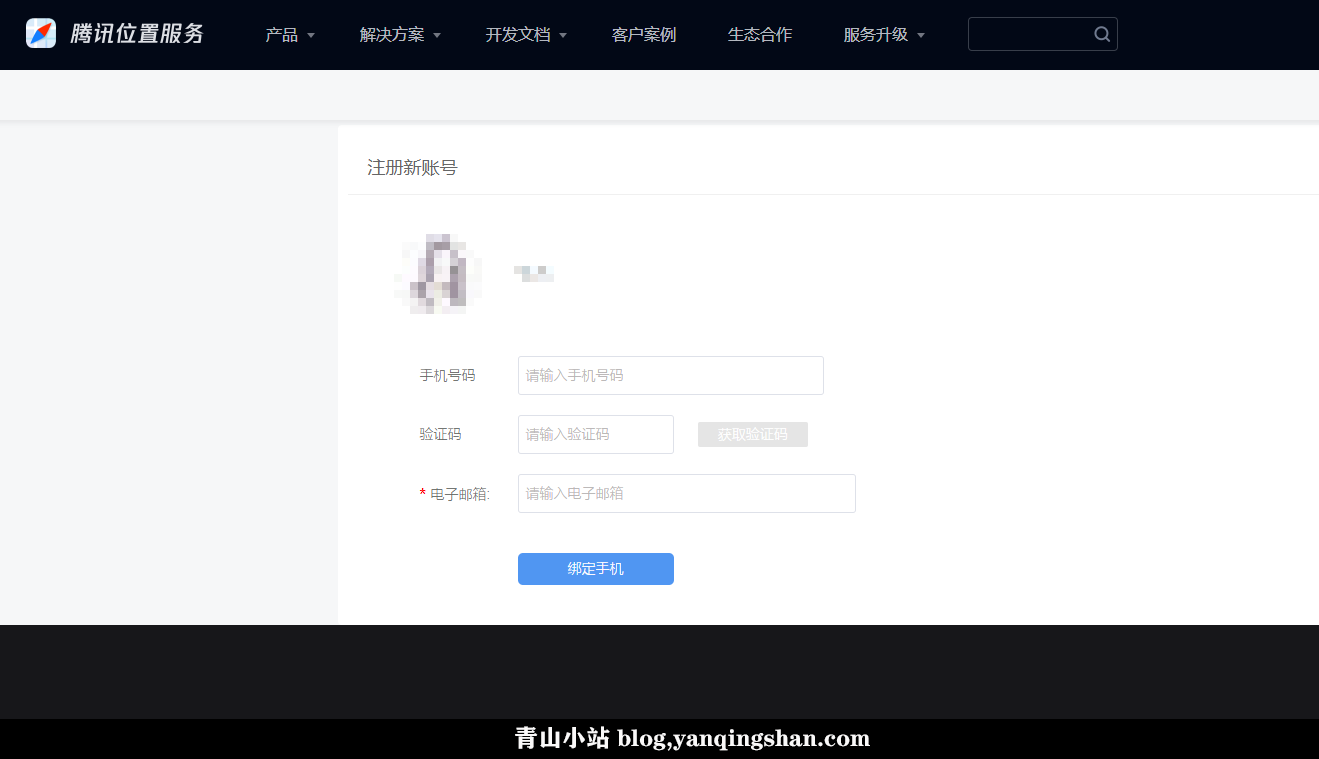 腾讯位置服务 产品 解决方案 开发文档 客户案例 生态合作 服务升级
注册新账号
手机号码 请输入手机号码
验证码 请输入验证码 获取验证码
* 电子邮箱: 请输入电子邮箱
绑定手机
青山小站 blog,yanqingshan.com